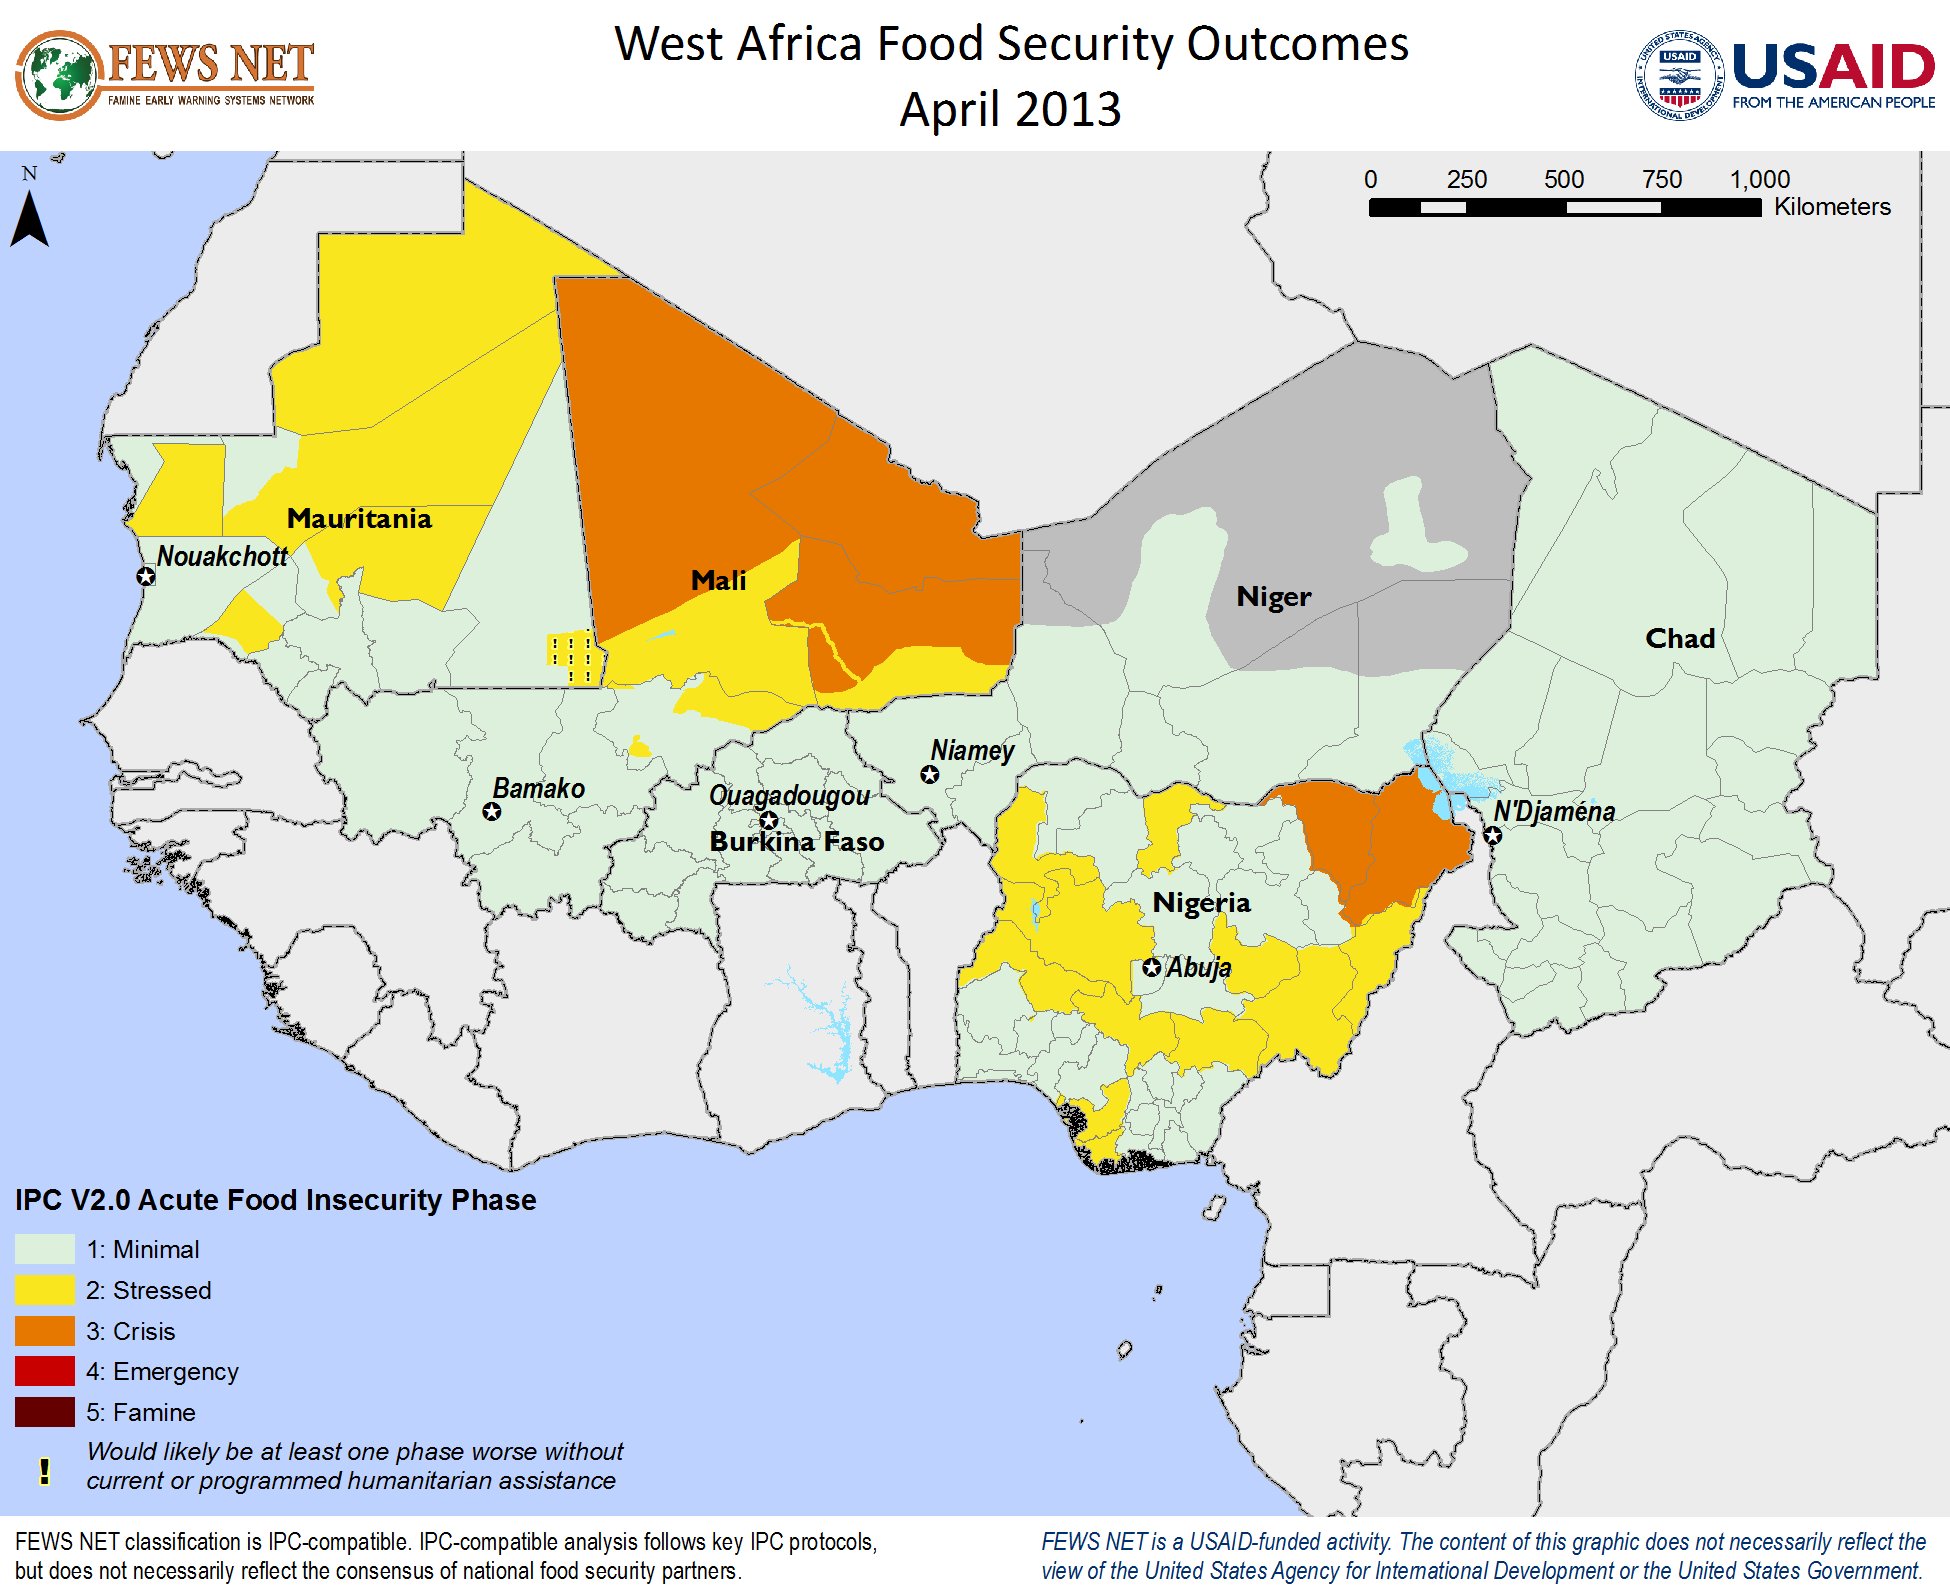 FEWS NET
FAMINE EARLY WARNING SYSTEMS NETWORK
West Africa Food Security Outcomes
April 2013
UNITED STATES AGENCY
USAID
INTERNATIONAL DEVELOPMENT
USAID
FROM THE AMERICAN PEOPLE
N
0 250 500 750 1,000
Kilometers
Mauritania
Nouakchott
Mali
Niger
Chad
Niamey
Bamako
Ouagadougou
Burkina Faso
N'Djaména
Nigeria
Abuja
! ! !
! ! !
! !
IPC V2.0 Acute Food Insecurity Phase
1: Minimal
2: Stressed
3: Crisis
4: Emergency
5: Famine
! Would likely be at least one phase worse without
current or programmed humanitarian assistance
FEWS NET classification is IPC-compatible. IPC-compatible analysis follows key IPC protocols,
but does not necessarily reflect the consensus of national food security partners.
FEWS NET is a USAID-funded activity. The content of this graphic does not necessarily reflect the
view of the United States Agency for International Development or the United States Government.